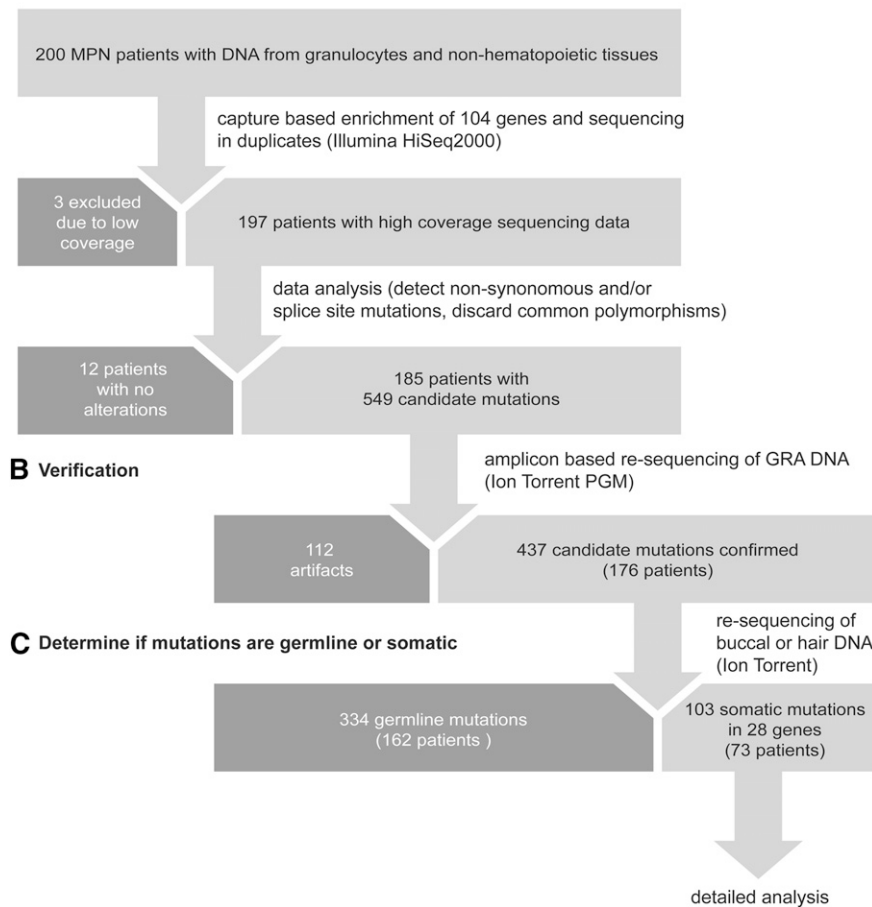 200 MPN patients with DNA from granulocytes and non-hematopoietic tissues
capture based enrichment of 104 genes and sequencing
in duplicates (Illumina HiSeq2000)
3 excluded
due to low
coverage
197 patients with high coverage sequencing data
data analysis (detect non-synonomous and/or
splice site mutations, discard common polymorphisms)
12 patients
with no
alterations
185 patients with
549 candidate mutations
B Verification
amplicon based re-sequencing of GRA DNA
(Ion Torrent PGM)
112
artifacts
437 candidate mutations confirmed
(176 patients)
C Determine if mutations are germline or somatic
re-sequencing of
buccal or hair DNA
(Ion Torrent)
334 germline mutations
(162 patients )
103 somatic mutations
in 28 genes
(73 patients)
detailed analysis